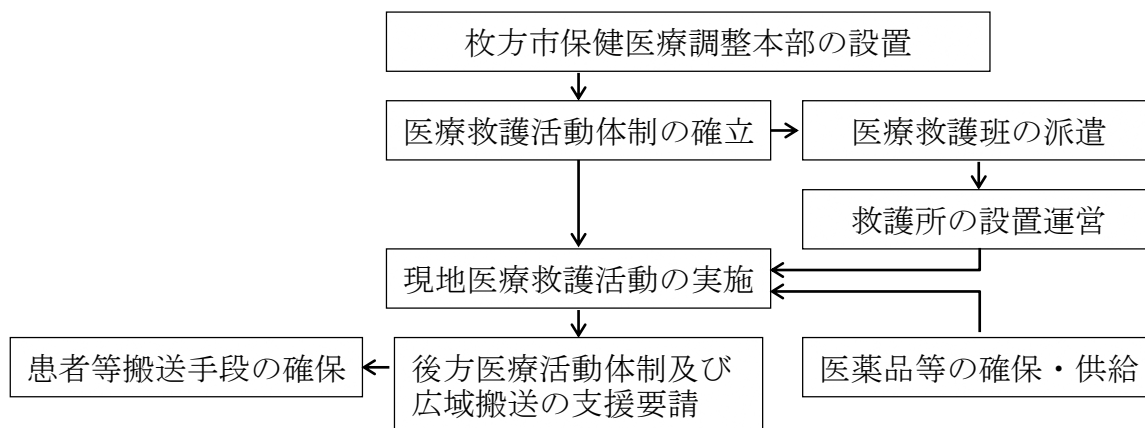 枚方市保健医療調整本部の設置
医療救護活動体制の確立
医療救護班の派遣
救護所の設置運営
現地医療救護活動の実施
患者等搬送手段の確保
後方医療活動体制及び
広域搬送の支援要請
医薬品等の確保・供給